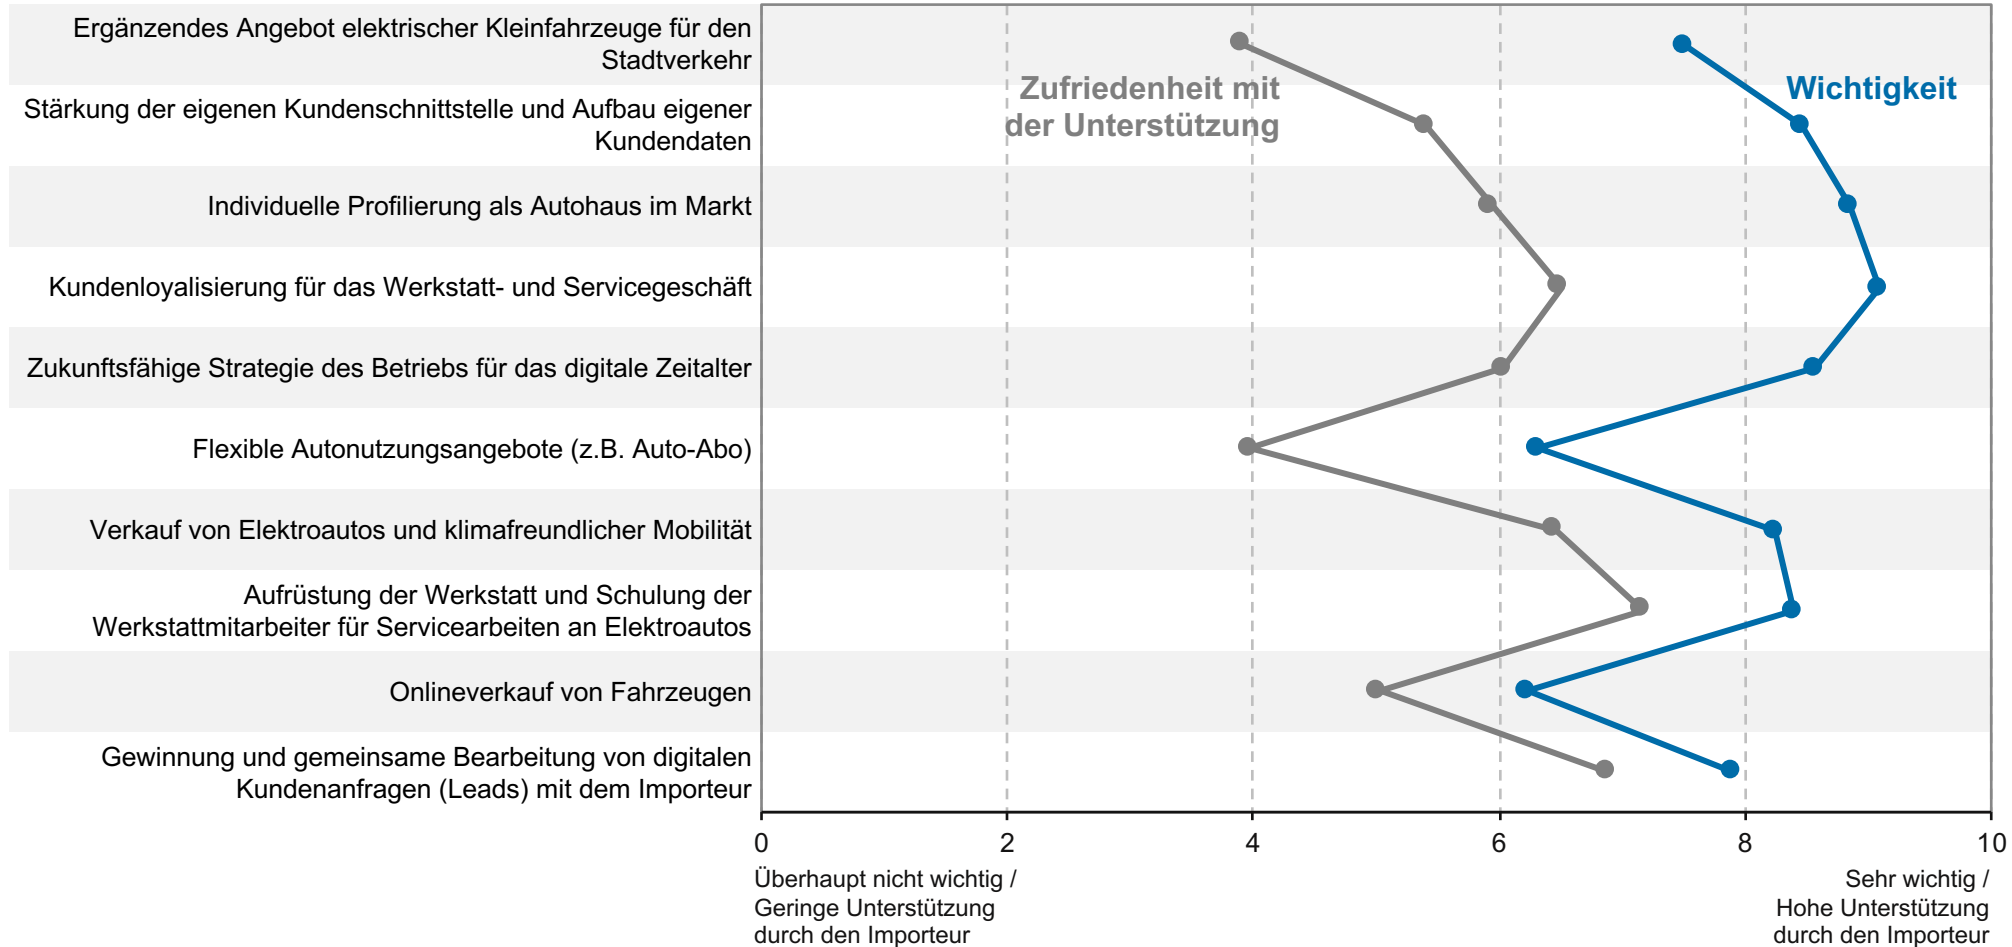 Ergänzendes Angebot elektrischer Kleinfahrzeuge für den
Stadtverkehr
Zufriedenheit mit
der Unterstützung
Wichtigkeit
Stärkung der eigenen Kundenschnittstelle und Aufbau eigener
Kundendaten
Individuelle Profilierung als Autohaus im Markt
Kundenloyalisierung für das Werkstatt- und Servicegeschäft
Zukunftsfähige Strategie des Betriebs für das digitale Zeitalter
Flexible Autonutzungsangebote (z.B. Auto-Abo)
Verkauf von Elektroautos und klimafreundlicher Mobilität
Aufrüstung der Werkstatt und Schulung der
Werkstattmitarbeiter für Servicearbeiten an Elektroautos
Onlineverkauf von Fahrzeugen
Gewinnung und gemeinsame Bearbeitung von digitalen
Kundenanfragen (Leads) mit dem Importeur
0 2 4 6 8 10
Überhaupt nicht wichtig /
Geringe Unterstützung
durch den Importeur
Sehr wichtig /
Hohe Unterstützung
durch den Importeur